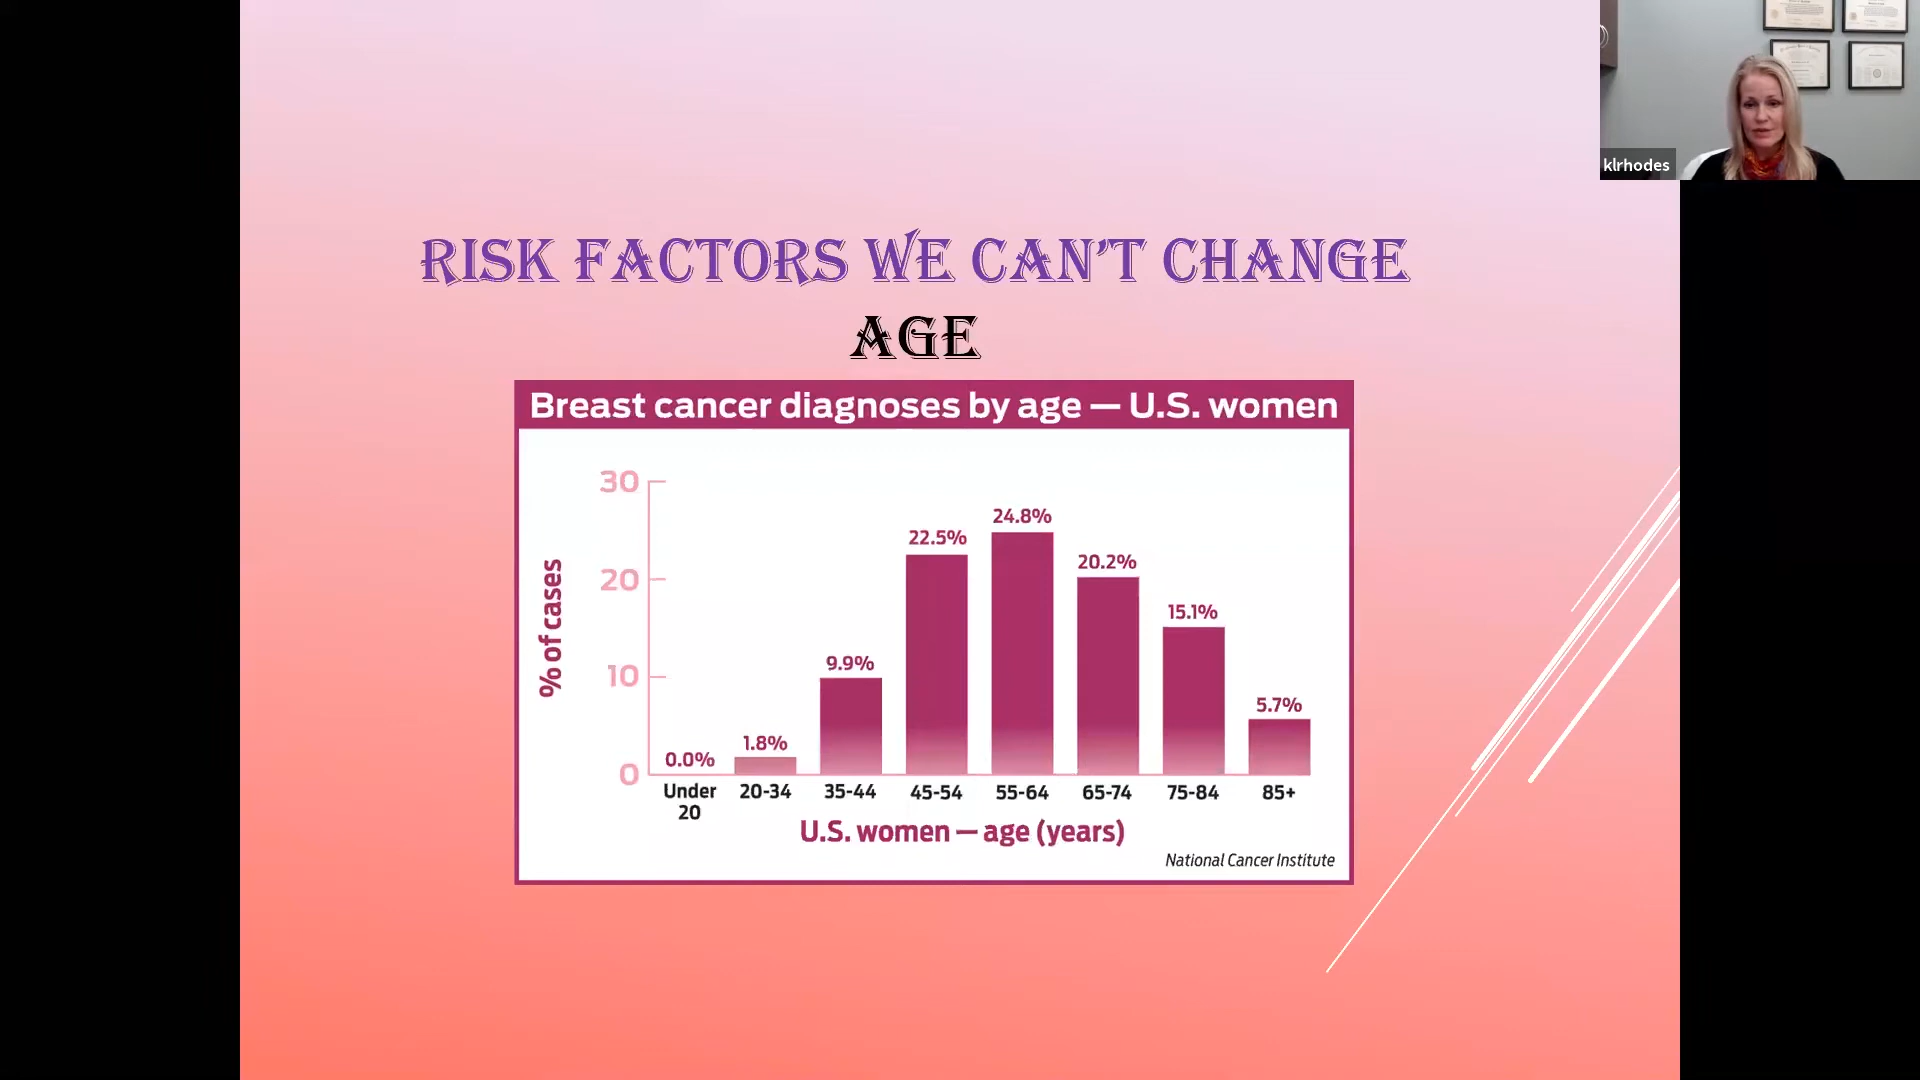 klrhodes
RISK FACTORS WE CAN'T CHANGE
AGE
Breast cancer diagnoses by age — U.S. women
% of cases
30
20
10
0
0.0%
1.8%
9.9%
22.5%
24.8%
20.2%
15.1%
5.7%
Under 20
20-34
35-44
45-54
55-64
65-74
75-84
85+
U.S. women — age (years)
National Cancer Institute